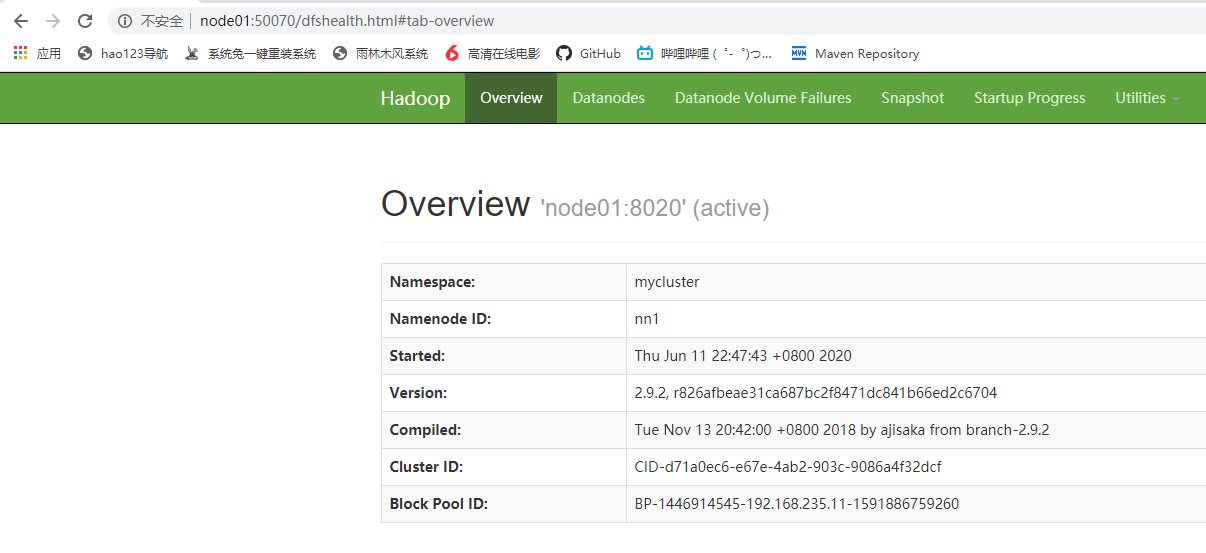 不安全 node01:50070/dfshealth.html#tab-overview
应用 hao123导航 系统兔一键重装系统 雨林木风系统 高清在线电影 GitHub 哔哩哔哩 (゜-゜)つ... Maven Repository
Hadoop Overview Datanodes Datanode Volume Failures Snapshot Startup Progress Utilities
Overview 'node01:8020' (active)
Namespace: mycluster
Namenode ID: nn1
Started: Thu Jun 11 22:47:43 +0800 2020
Version: 2.9.2, r826afbeae31ca687bc2f8471dc841b66ed2c6704
Compiled: Tue Nov 13 20:42:00 +0800 2018 by ajisaka from branch-2.9.2
Cluster ID: CID-d71a0ec6-e67e-4ab2-903c-9086a4f32dcf
Block Pool ID: BP-1446914545-192.168.235.11-1591886759260